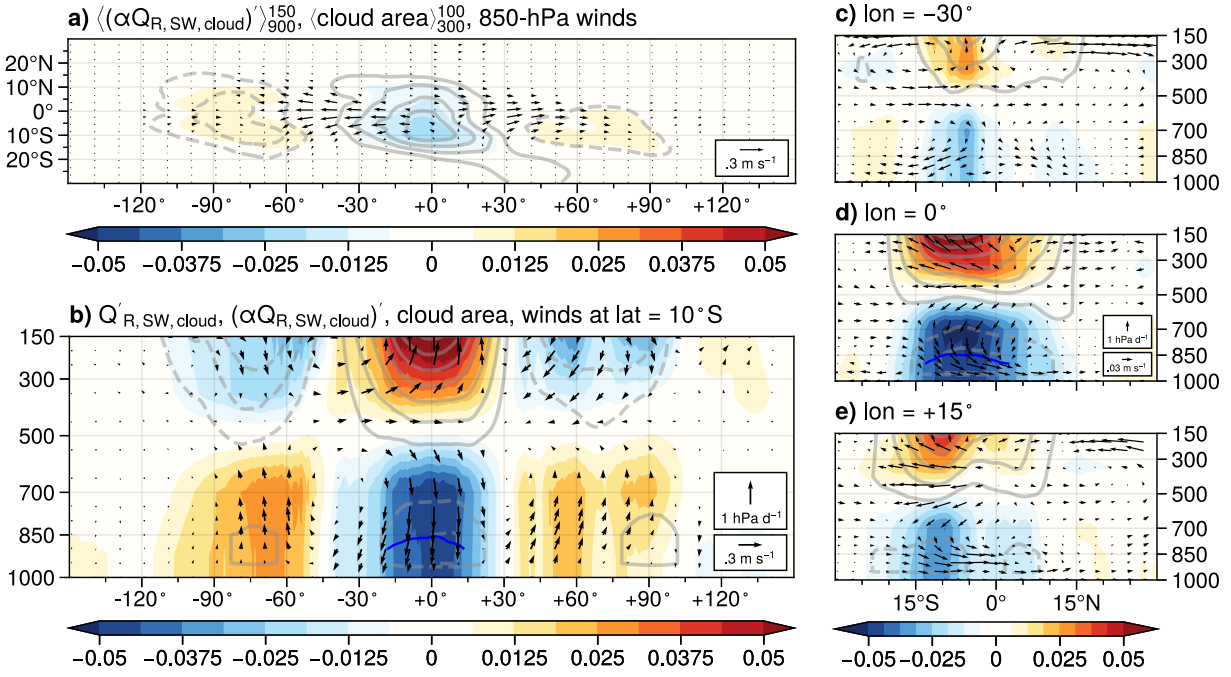 a) ⟨(αQ_R, SW, cloud)′⟩^150_900, ⟨cloud area⟩^100_300, 850-hPa winds
20°N
10°N
0°
10°S
20°S
.3 m s⁻¹
-120° -90° -60° -30° +0° +30° +60° +90° +120°
−0.05 −0.0375 −0.025 −0.0125 0 0.0125 0.025 0.0375 0.05
b) Q′_R, SW, cloud, (αQ_R, SW, cloud)′, cloud area, winds at lat = 10°S
150
300
500
700
850
1000
1 hPa d⁻¹
.3 m s⁻¹
-120 -90 -60 -30 +0 +30 +60 +90 +120
−0.05 −0.0375 −0.025 −0.0125 0 0.0125 0.025 0.0375 0.05
c) lon = −30°
150
300
500
700
850
1000
d) lon = 0°
150
300
500
700
850
1000
1 hPa d⁻¹
.03 m s⁻¹
e) lon = +15°
150
300
500
700
850
1000
15°S 0° 15°N
−0.05 −0.025 0 0.025 0.05